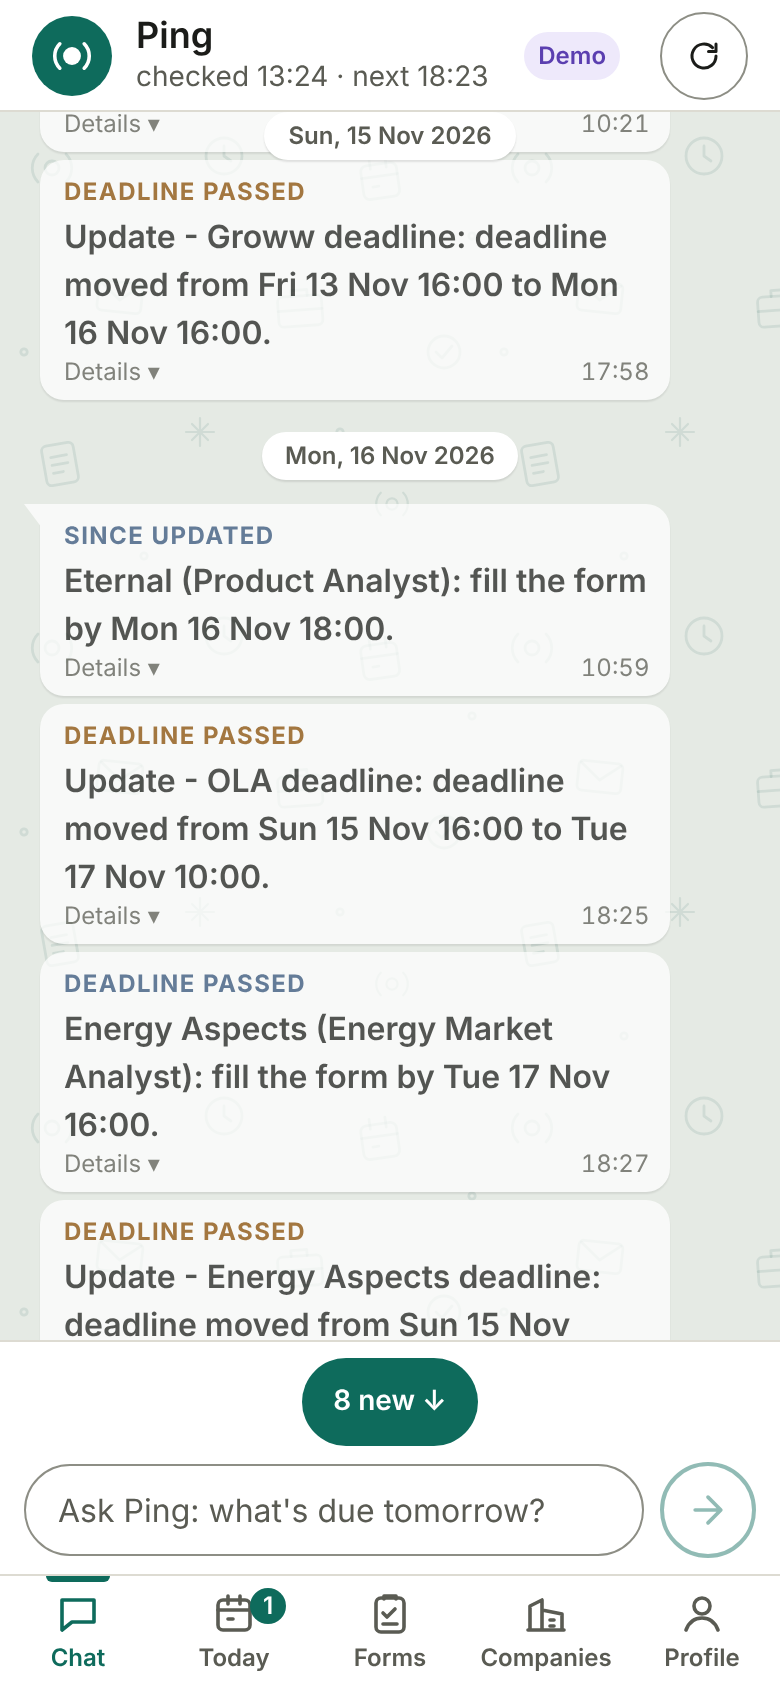 Ping
checked 13:24 · next 18:23
Demo
Details ▾
10:21
Sun, 15 Nov 2026
DEADLINE PASSED
Update - Groww deadline: deadline
moved from Fri 13 Nov 16:00 to Mon
16 Nov 16:00.
Details ▾
17:58
Mon, 16 Nov 2026
SINCE UPDATED
Eternal (Product Analyst): fill the form
by Mon 16 Nov 18:00.
Details ▾
10:59
DEADLINE PASSED
Update - OLA deadline: deadline
moved from Sun 15 Nov 16:00 to Tue
17 Nov 10:00.
Details ▾
18:25
DEADLINE PASSED
Energy Aspects (Energy Market
Analyst): fill the form by Tue 17 Nov
16:00.
Details ▾
18:27
DEADLINE PASSED
Update - Energy Aspects deadline:
deadline moved from Sun 15 Nov
8 new ↓
Ask Ping: what's due tomorrow?
1
Chat
Today
Forms
Companies
Profile